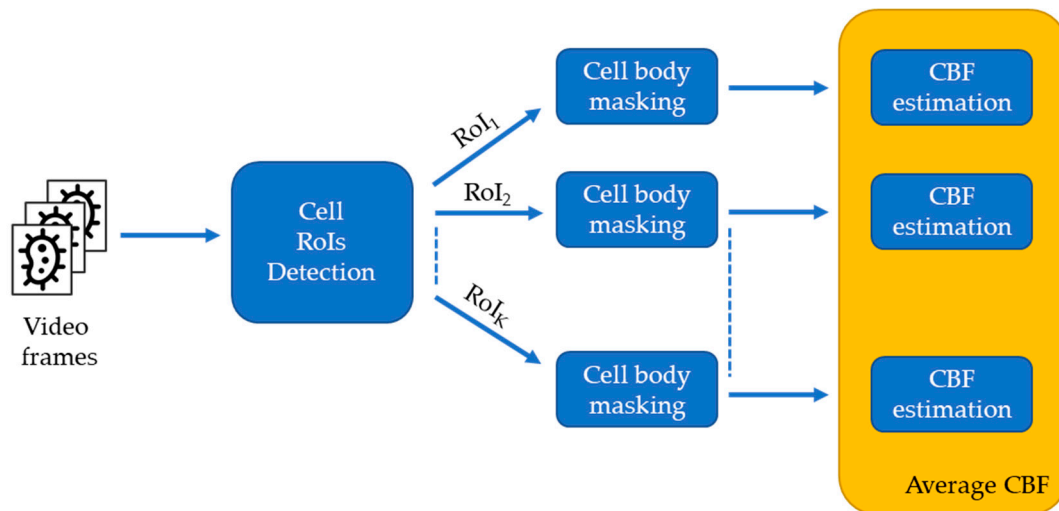 Video
frames
Cell
RoIs
Detection
RoI₁
RoI₂
RoIₖ
Cell body
masking
Cell body
masking
Cell body
masking
CBF
estimation
CBF
estimation
CBF
estimation
Average CBF